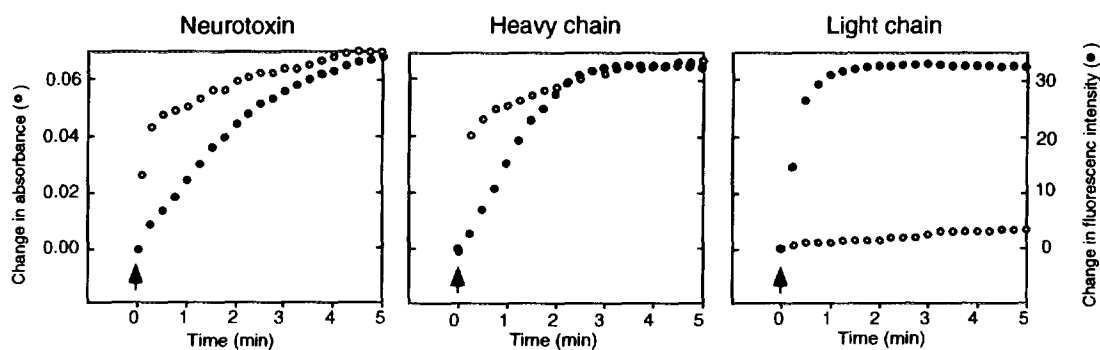 Neurotoxin
Heavy chain
Light chain
Change in absorbance (o)
0.06
0.04
0.02
0.00
0 1 2 3 4 5
Time (min)
0 1 2 3 4 5
Time (min)
0 1 2 3 4 5
Time (min)
30
20
10
0
Change in fluorescenc intensity (●)